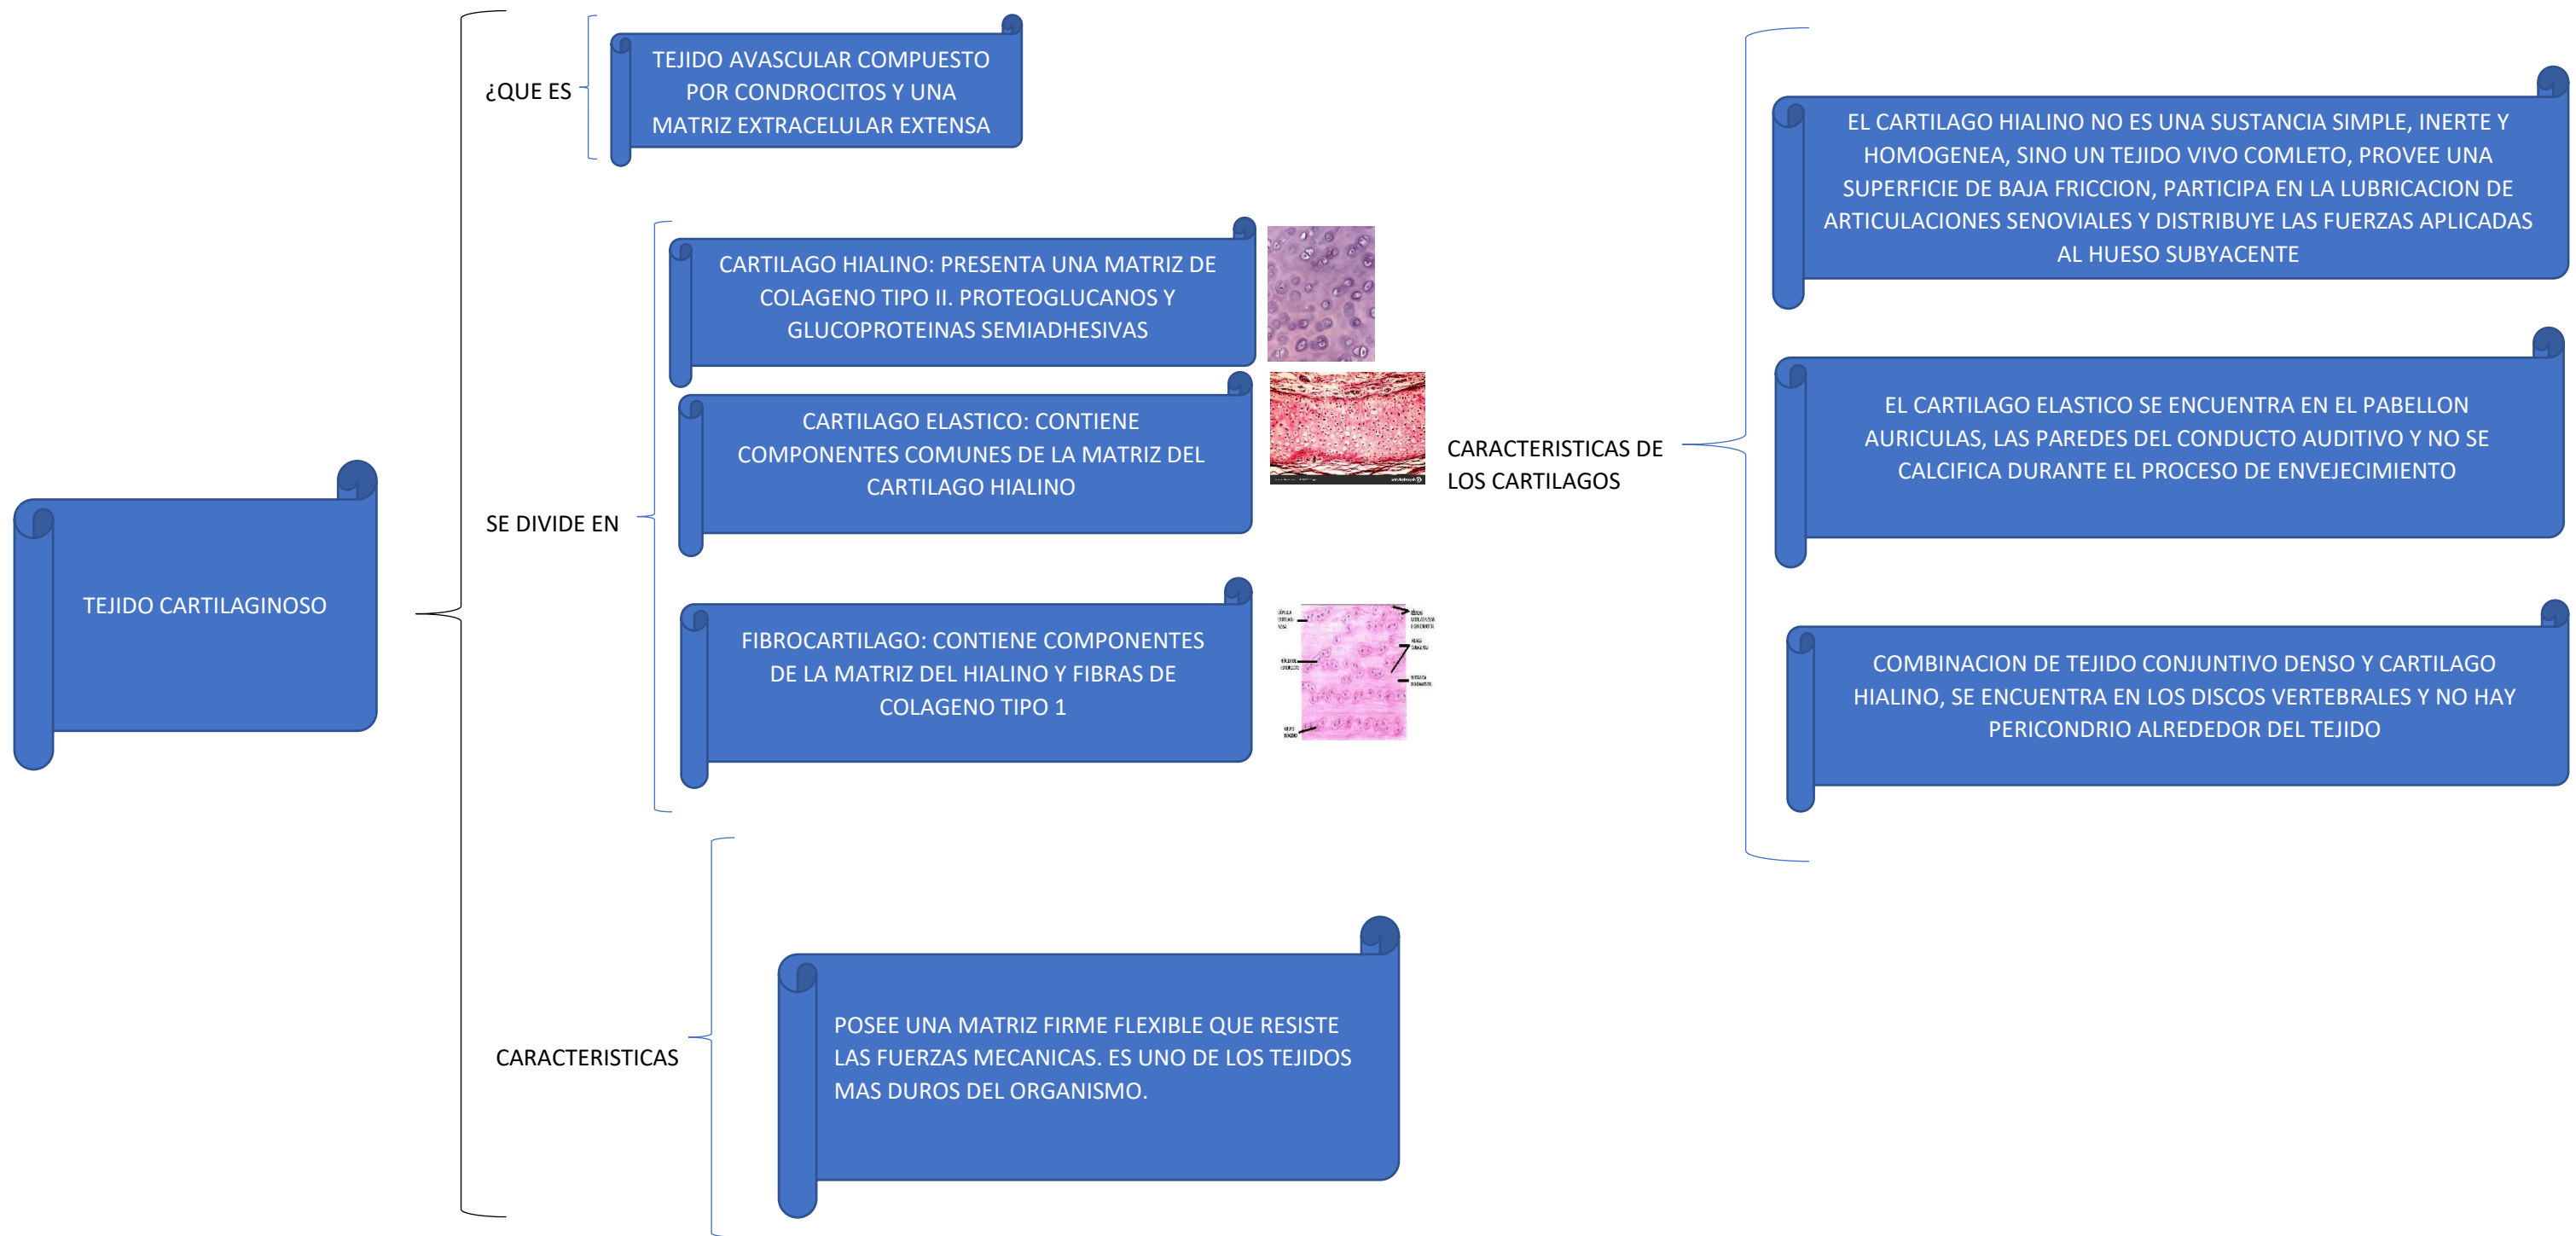 TEJIDO CARTILAGINOSO
¿QUE ES
TEJIDO AVASCULAR COMPUESTO
POR CONDROCITOS Y UNA
MATRIZ EXTRACELULAR EXTENSA
SE DIVIDE EN
CARTILAGO HIALINO: PRESENTA UNA MATRIZ DE
COLAGENO TIPO II. PROTEOGLUCANOS Y
GLUCOPROTEINAS SEMIADHESIVAS
CARTILAGO ELASTICO: CONTIENE
COMPONENTES COMUNES DE LA MATRIZ DEL
CARTILAGO HIALINO
FIBROCARTILAGO: CONTIENE COMPONENTES
DE LA MATRIZ DEL HIALINO Y FIBRAS DE
COLAGENO TIPO 1
CARACTERISTICAS
POSEE UNA MATRIZ FIRME FLEXIBLE QUE RESISTE
LAS FUERZAS MECANICAS. ES UNO DE LOS TEJIDOS
MAS DUROS DEL ORGANISMO.
CARACTERISTICAS DE
LOS CARTILAGOS
EL CARTILAGO HIALINO NO ES UNA SUSTANCIA SIMPLE, INERTE Y
HOMOGENEA, SINO UN TEJIDO VIVO COMLETO, PROVEE UNA
SUPERFICIE DE BAJA FRICCION, PARTICIPA EN LA LUBRICACION DE
ARTICULACIONES SENOVIALES Y DISTRIBUYE LAS FUERZAS APLICADAS
AL HUESO SUBYACENTE
EL CARTILAGO ELASTICO SE ENCUENTRA EN EL PABELLON
AURICULAS, LAS PAREDES DEL CONDUCTO AUDITIVO Y NO SE
CALCIFICA DURANTE EL PROCESO DE ENVEJECIMIENTO
COMBINACION DE TEJIDO CONJUNTIVO DENSO Y CARTILAGO
HIALINO, SE ENCUENTRA EN LOS DISCOS VERTEBRALES Y NO HAY
PERICONDRIO ALREDEDOR DEL TEJIDO